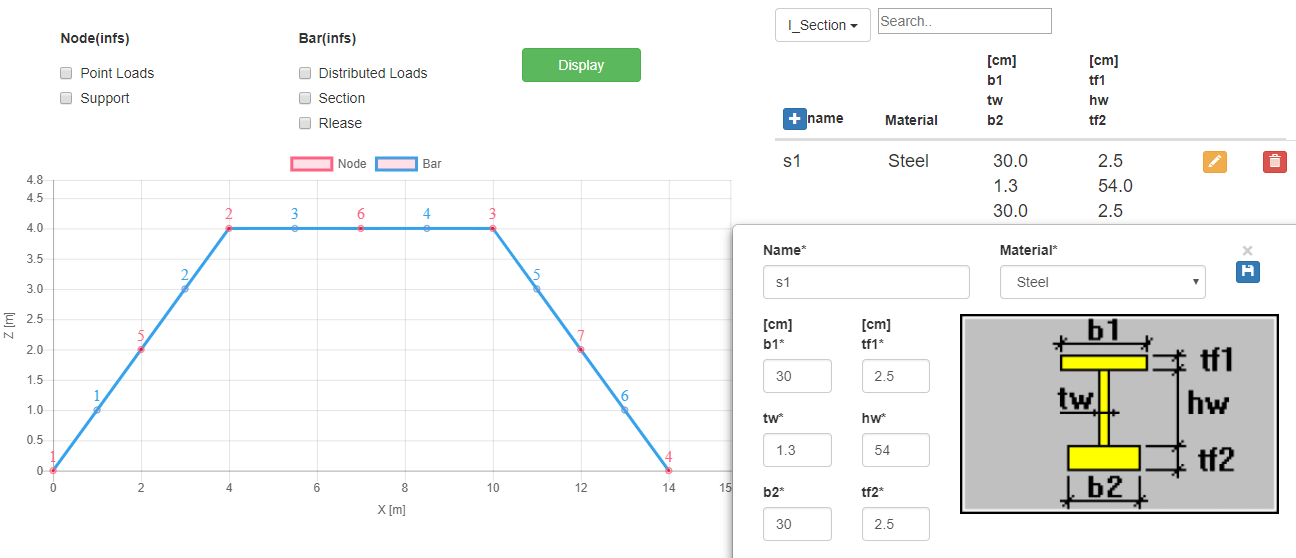 Node(infs)
Point Loads
Support
Bar(infs)
Distributed Loads
Section
Rlease
Display
Node
Bar
4.8
4.5
4.0
3.5
3.0
2.5
2.0
1.5
1.0
0.5
0
Z [m]
1
1
5
2
2
3
6
4
3
5
7
6
4
0
2
4
6
8
10
12
14
15
X [m]
I_Section
Search..
name
Material
[cm]
b1
tw
b2
[cm]
tf1
hw
tf2
s1 Steel 30.0 2.5
1.3 54.0
30.0 2.5
Name*
s1
Material*
Steel
×
[cm] [cm]
b1* tf1*
30 2.5
tw* hw*
1.3 54
b2* tf2*
30 2.5
b1
tf1
tw
hw
tf2
b2